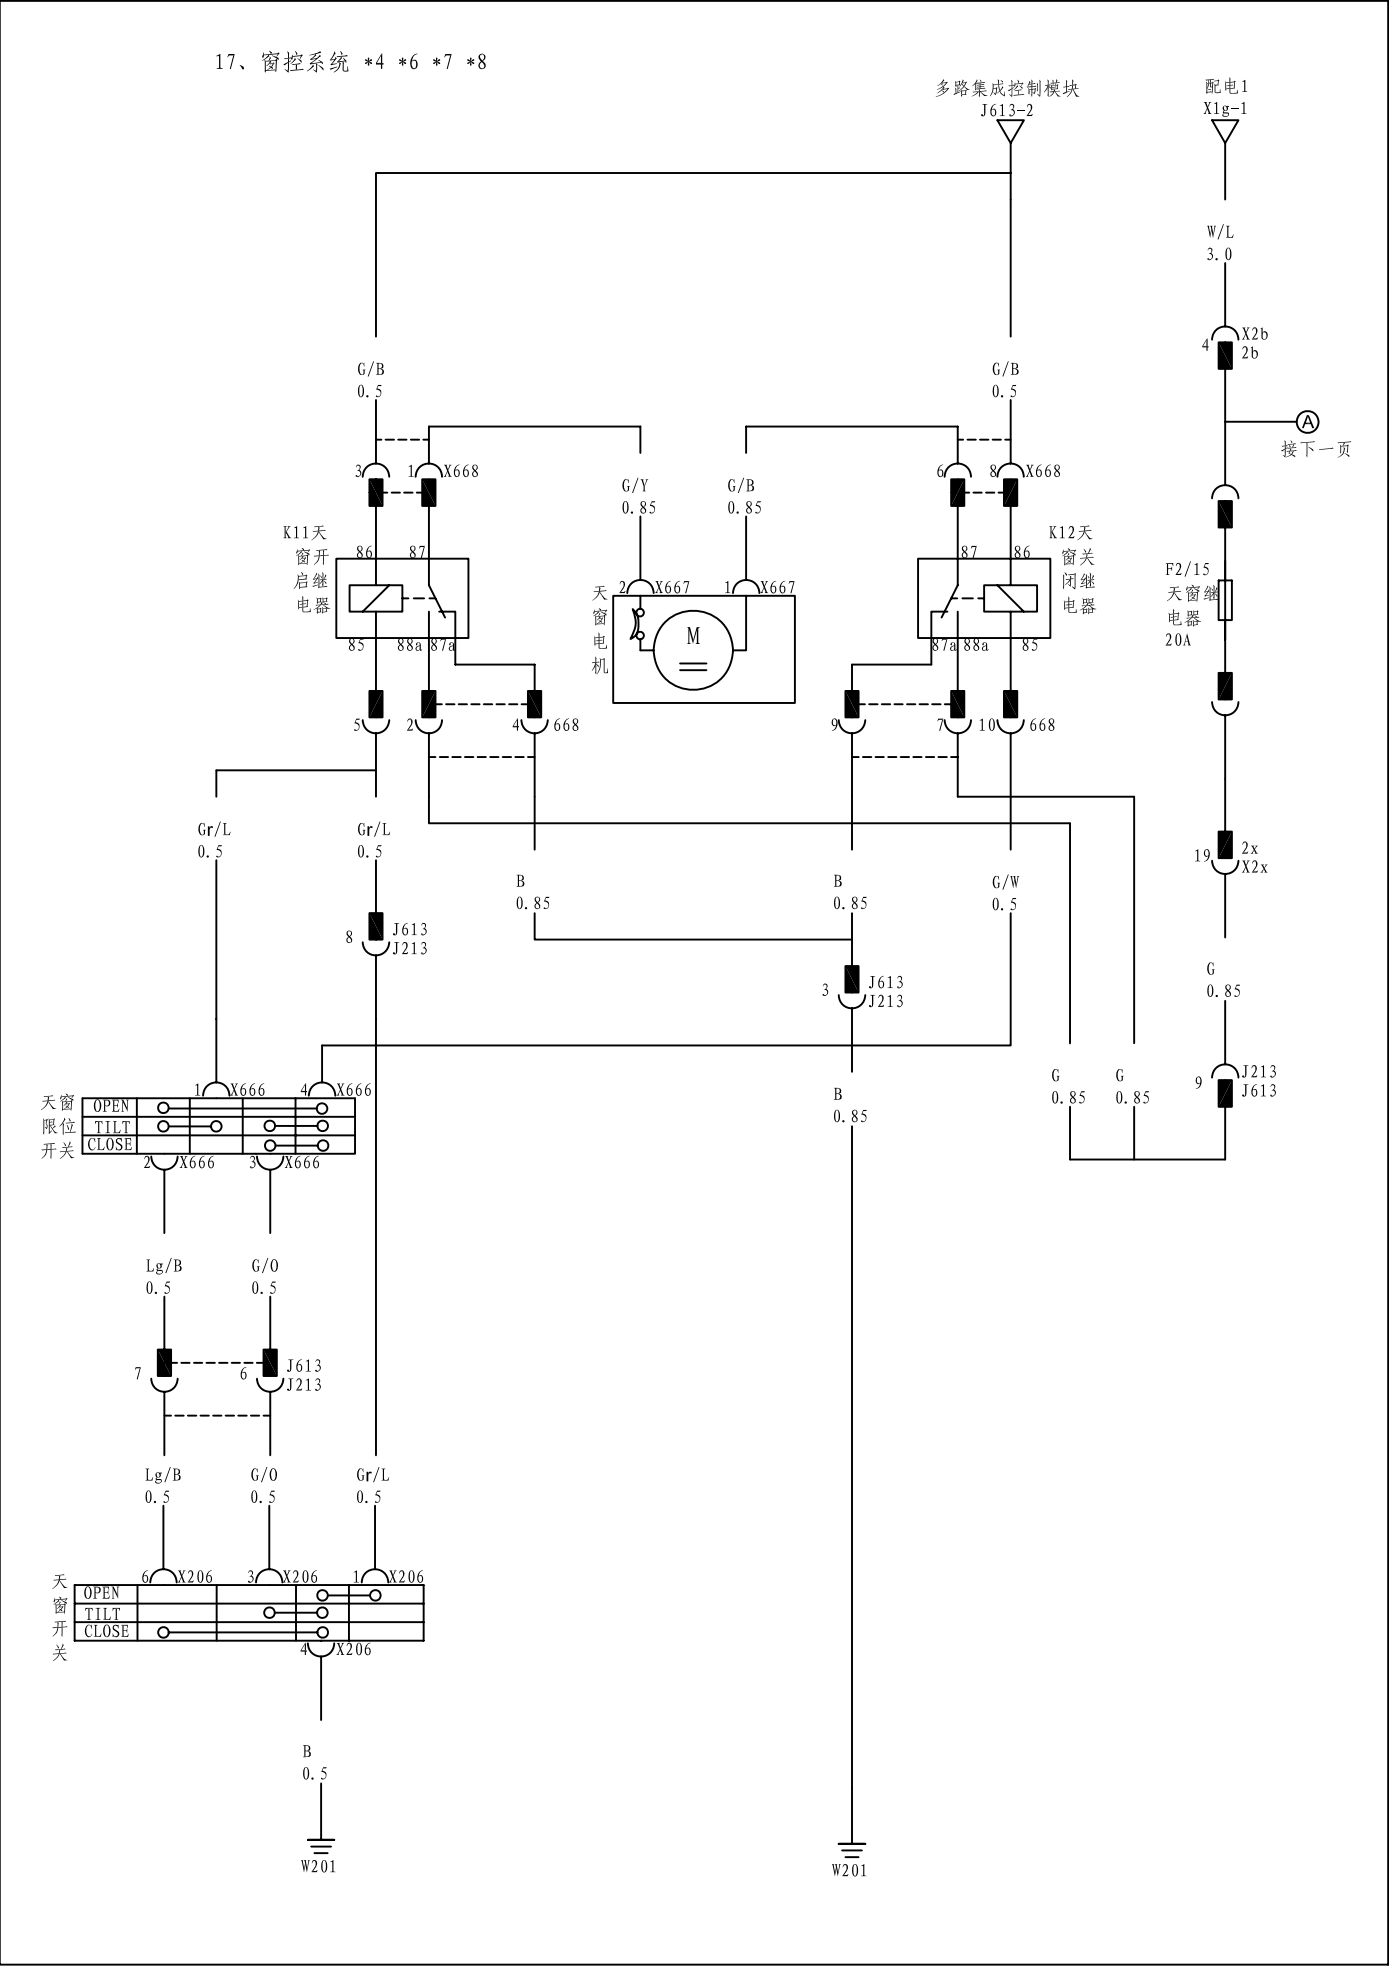 17、窗控系统 *4 *6 *7 *8
多路集成控制模块
J613-2
配电1
X1g-1
W/L
3.0
4
X2b
2b
A
接下一页
G/B
0.5
G/B
0.5
3
1
X668
6
8
X668
G/Y
0.85
G/B
0.85
K11天
窗开
启继
电器
86
87
85
88a
87a
天
窗
电
机
2
X667
1
X667
M
K12天
窗关
闭继
电器
87
86
87a
88a
85
F2/15
天窗继
电器
20A
5
2
4
668
9
7
10
668
Gr/L
0.5
Gr/L
0.5
B
0.85
B
0.85
G/W
0.5
19
2x
X2x
8
J613
J213
3
J613
J213
G
0.85
9
J213
J613
G
0.85
G
0.85
B
0.85
天窗
限位
开关
1
X666
4
X666
OPEN
TILT
CLOSE
2
X666
3
X666
Lg/B
0.5
G/O
0.5
7
6
J613
J213
Lg/B
0.5
G/O
0.5
Gr/L
0.5
天
窗
开
关
6
X206
3
X206
1
X206
OPEN
TILT
CLOSE
4
X206
B
0.5
W201
W201